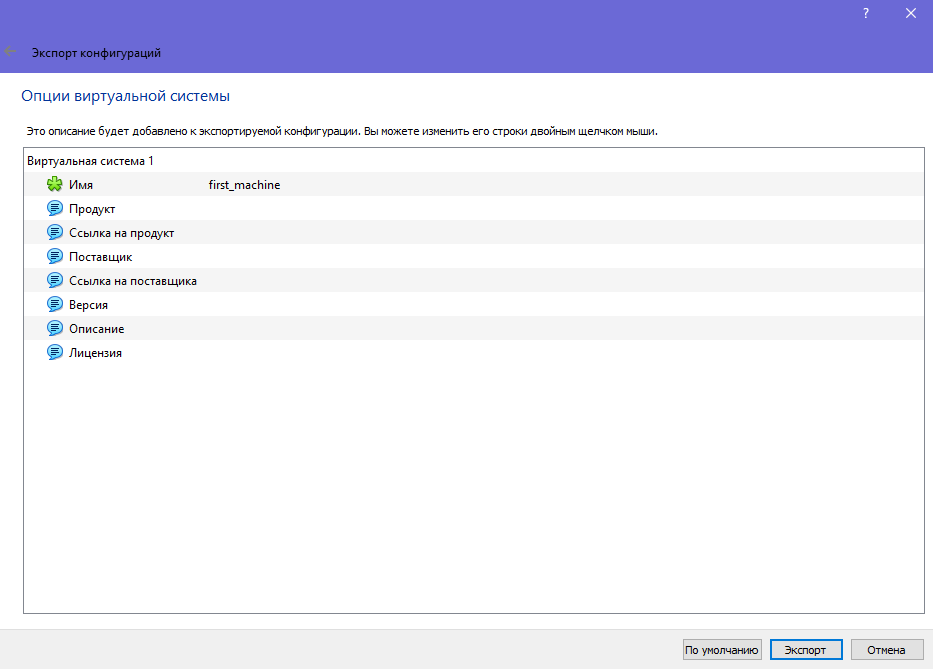 ?
Экспорт конфигураций
Опции виртуальной системы
Это описание будет добавлено к экспортируемой конфигурации. Вы можете изменить его строки двойным щелчком мыши.
Виртуальная система 1
Имя first_machine
Продукт
Ссылка на продукт
Поставщик
Ссылка на поставщика
Версия
Описание
Лицензия
По умолчанию Экспорт Отмена